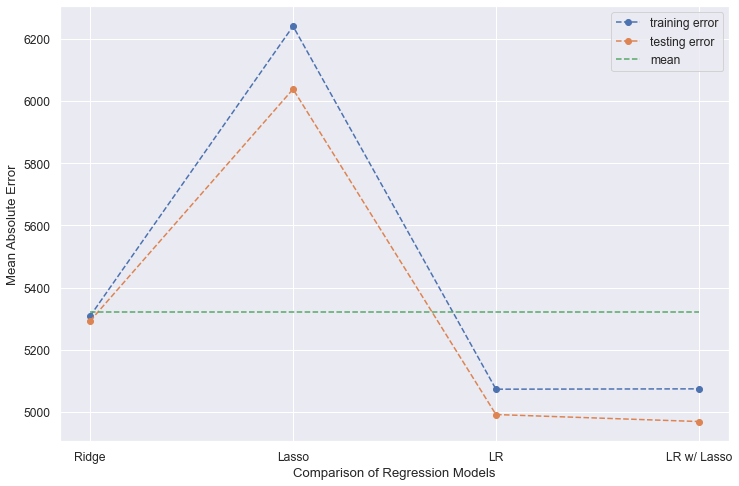 training error
testing error
mean
6200
6000
5800
5600
5400
5200
5000
Mean Absolute Error
Ridge
Lasso
LR
LR w/ Lasso
Comparison of Regression Models